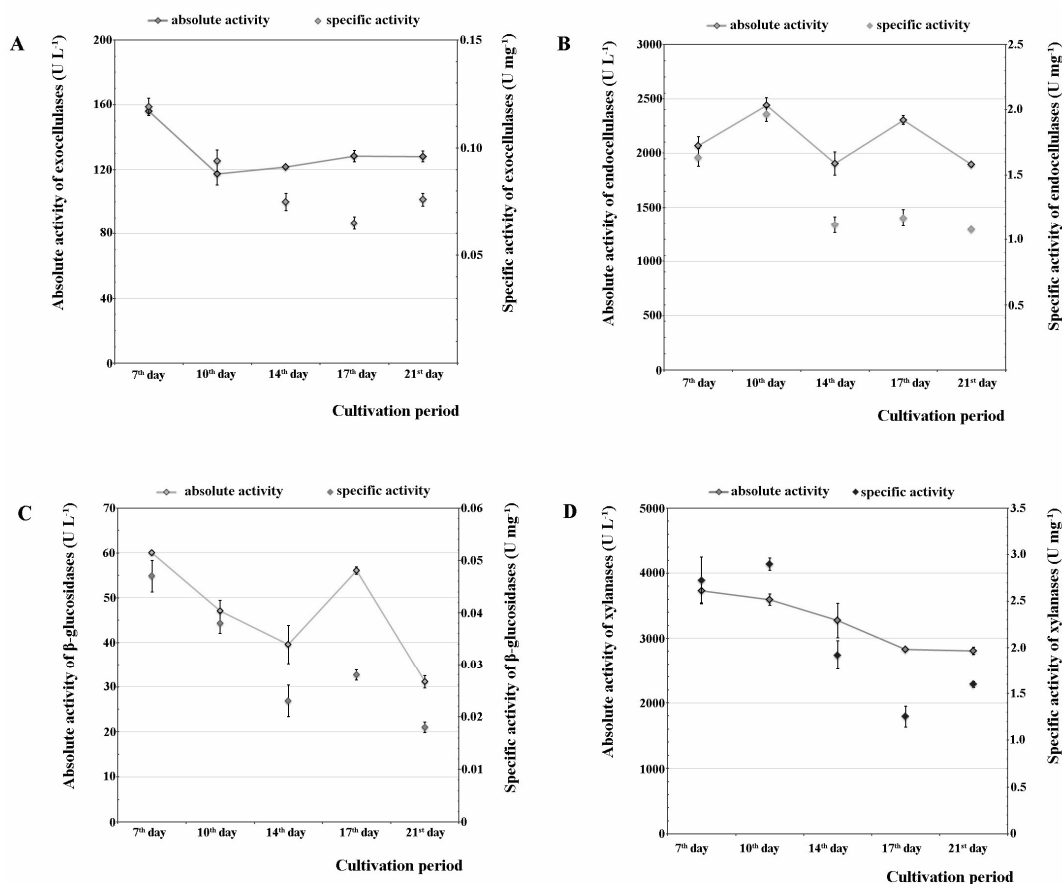 A
absolute activity specific activity
Absolute activity of exocellulases (U L⁻¹)
200
160
120
80
40
0
0.15
0.10
0.05
0.00
Specific activity of exocellulases (U mg⁻¹)
7th day 10th day 14th day 17th day 21st day
Cultivation period
B
absolute activity specific activity
Absolute activity of endocellulases (U L⁻¹)
3000
2500
2000
1500
1000
500
0
2.5
2.0
1.5
1.0
0.5
0.0
Specific activity of endocellulases (U mg⁻¹)
7th day 10th day 14th day 17th day 21st day
Cultivation period
C
absolute activity specific activity
Absolute activity of β-glucosidases (U L⁻¹)
70
60
50
40
30
20
10
0
0.06
0.05
0.04
0.03
0.02
0.01
0
Specific activity of β-glucosidases (U mg⁻¹)
7th day 10th day 14th day 17th day 21st day
Cultivation period
D
absolute activity specific activity
Absolute activity of xylanases (U L⁻¹)
5000
4000
3000
2000
1000
0
3.5
3.0
2.5
2.0
1.5
1.0
0.5
0
Specific activity of xylanases (U mg⁻¹)
7th day 10th day 14th day 17th day 21st day
Cultivation period